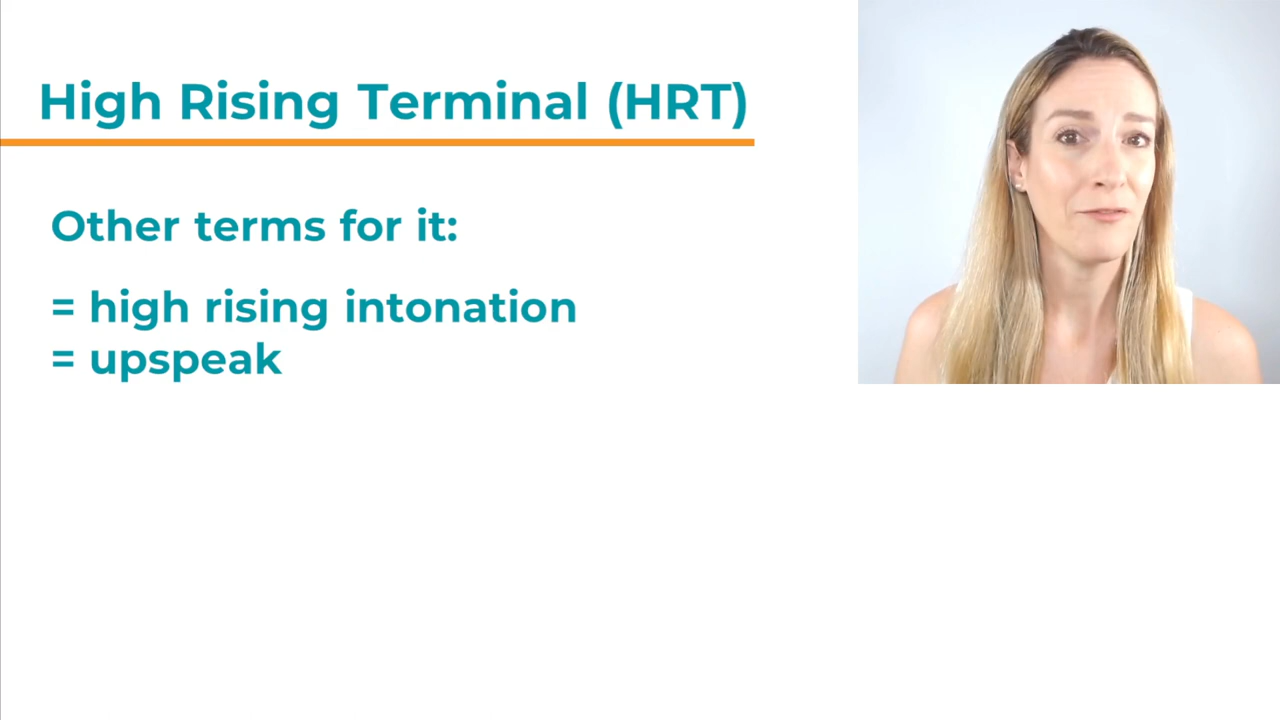 High Rising Terminal (HRT)
Other terms for it:
= high rising intonation
= upspeak